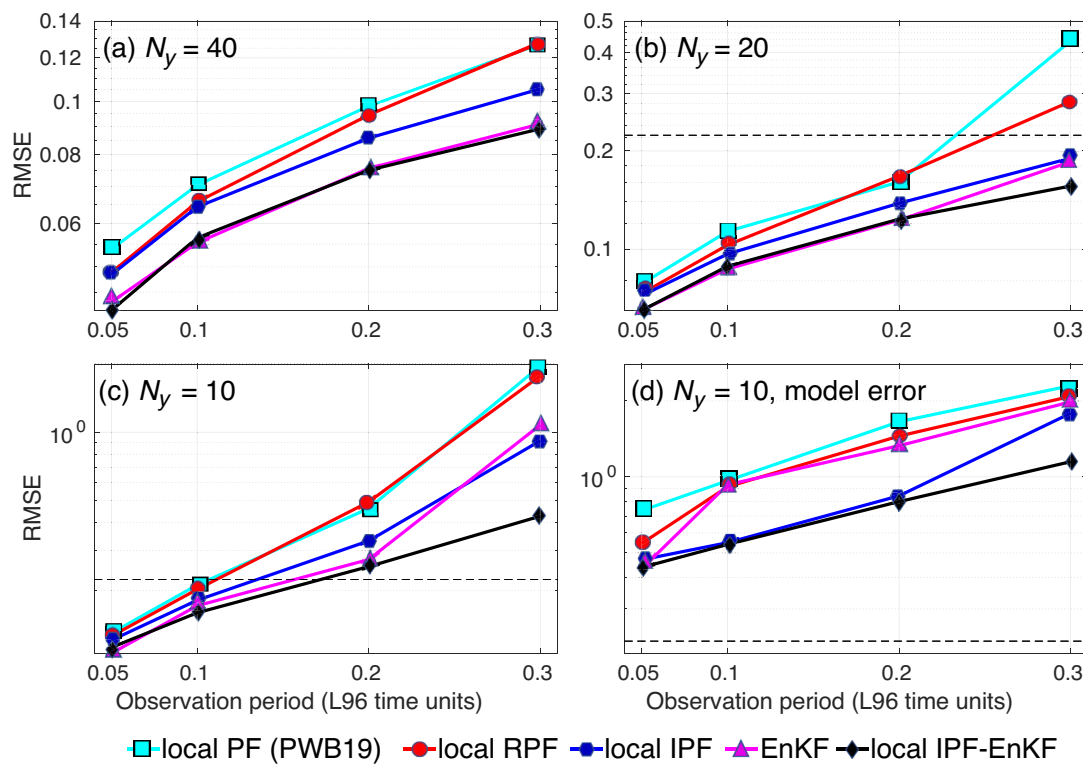 (a) Ny = 40
0.14
0.12
0.1
0.08
0.06
RMSE
0.05 0.1 0.2 0.3
(b) Ny = 20
0.5
0.4
0.3
0.2
0.1
0.05 0.1 0.2 0.3
(c) Ny = 10
10^0
RMSE
0.05 0.1 0.2 0.3
Observation period (L96 time units)
(d) Ny = 10, model error
10^0
0.05 0.1 0.2 0.3
Observation period (L96 time units)
local PF (PWB19) local RPF local IPF EnKF local IPF-EnKF